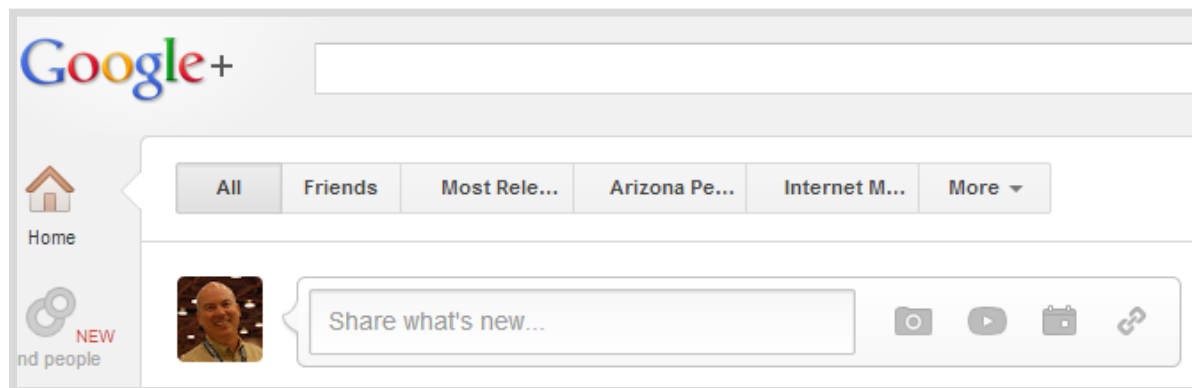 Google+
All Friends Most Rele... Arizona Pe... Internet M... More
Home
Share what's new...
NEW
nd people